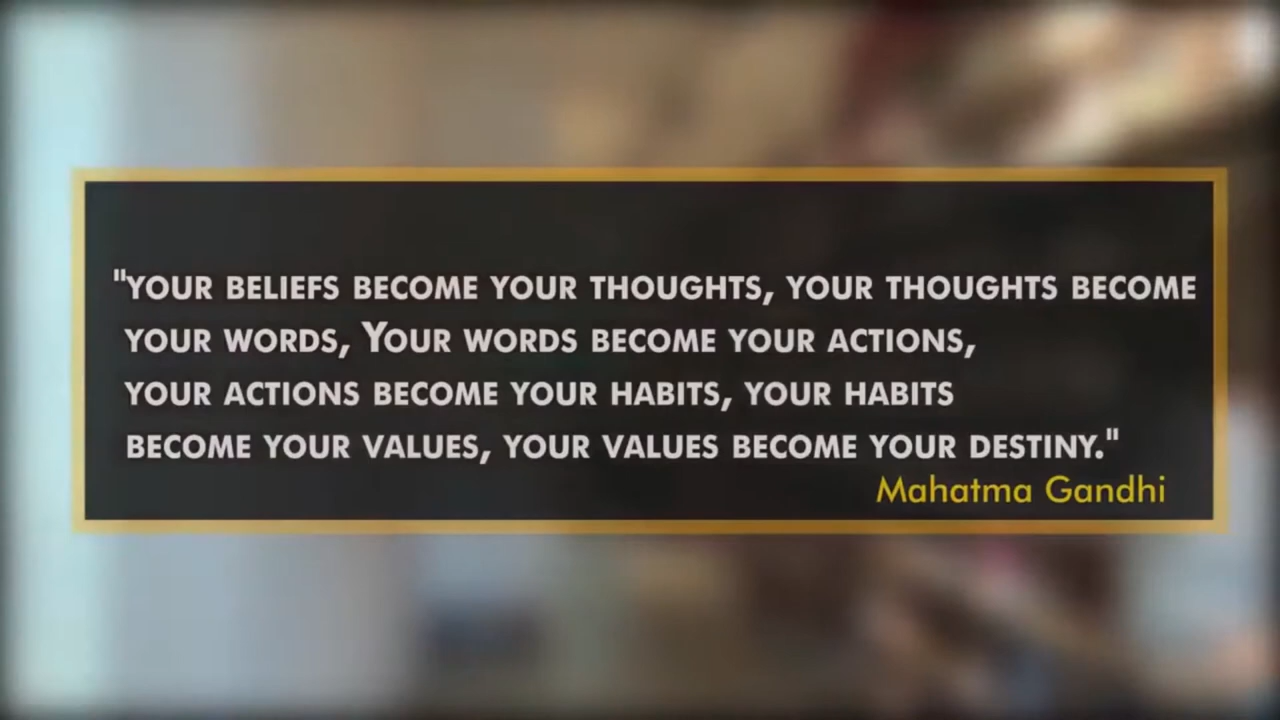 "YOUR BELIEFS BECOME YOUR THOUGHTS, YOUR THOUGHTS BECOME
YOUR WORDS, YOUR WORDS BECOME YOUR ACTIONS,
YOUR ACTIONS BECOME YOUR HABITS, YOUR HABITS
BECOME YOUR VALUES, YOUR VALUES BECOME YOUR DESTINY."
Mahatma Gandhi